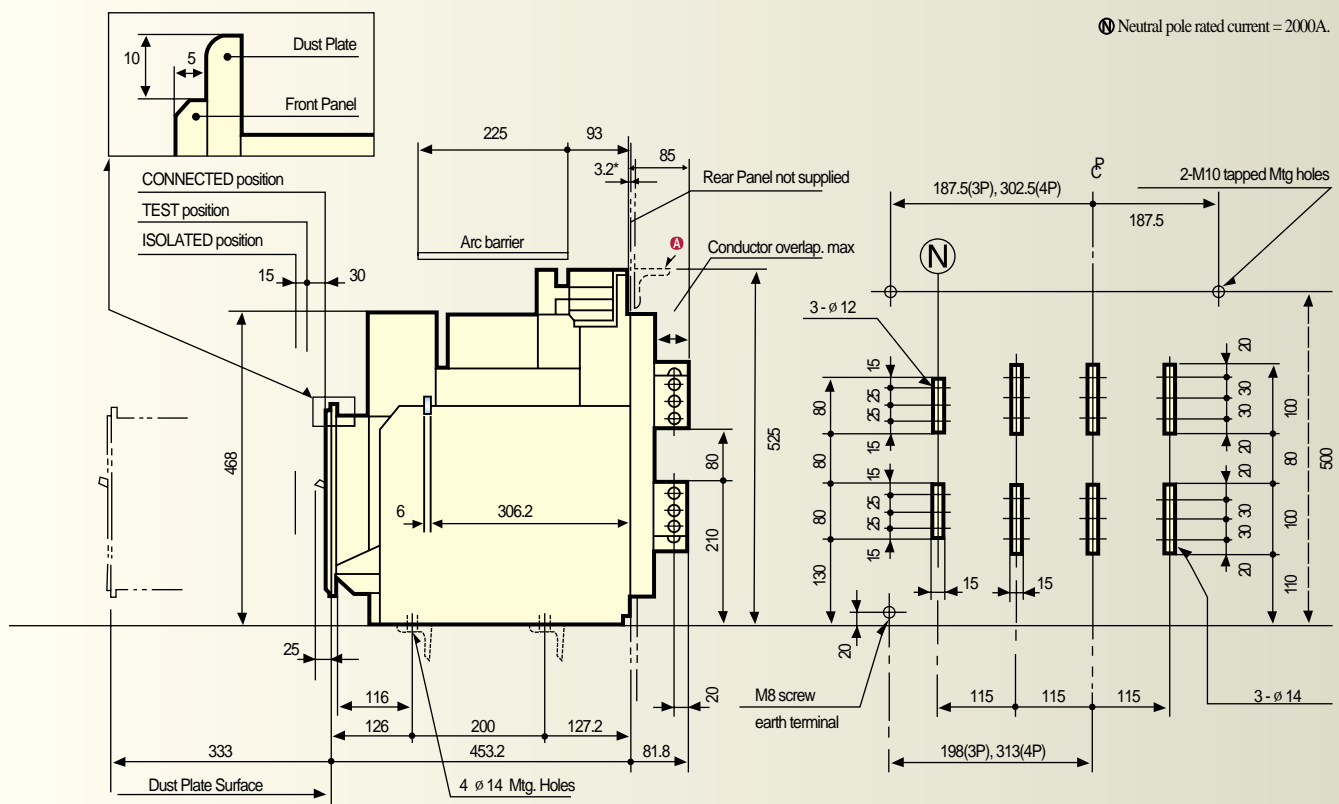 Ⓝ Neutral pole rated current = 2000A.
Dust Plate
10
5
Front Panel
225
93
85
3.2*
Rear Panel not supplied
CONNECTED position
TEST position
ISOLATED position
15
30
Arc barrier
A
Conductor overlap. max
468
525
6
306.2
80
210
25
116
20
126
200
127.2
333
453.2
81.8
Dust Plate Surface
4 ø 14 Mtg. Holes
187.5(3P), 302.5(4P)
2-M10 tapped Mtg holes
187.5
N
3 - ø 12
15
25
25
15
15
25
25
15
80
80
80
130
20
30
30
20
20
30
30
20
100
80
100
110
500
15
15
20
M8 screw
earth terminal
115
115
115
3 - ø 14
198(3P), 313(4P)